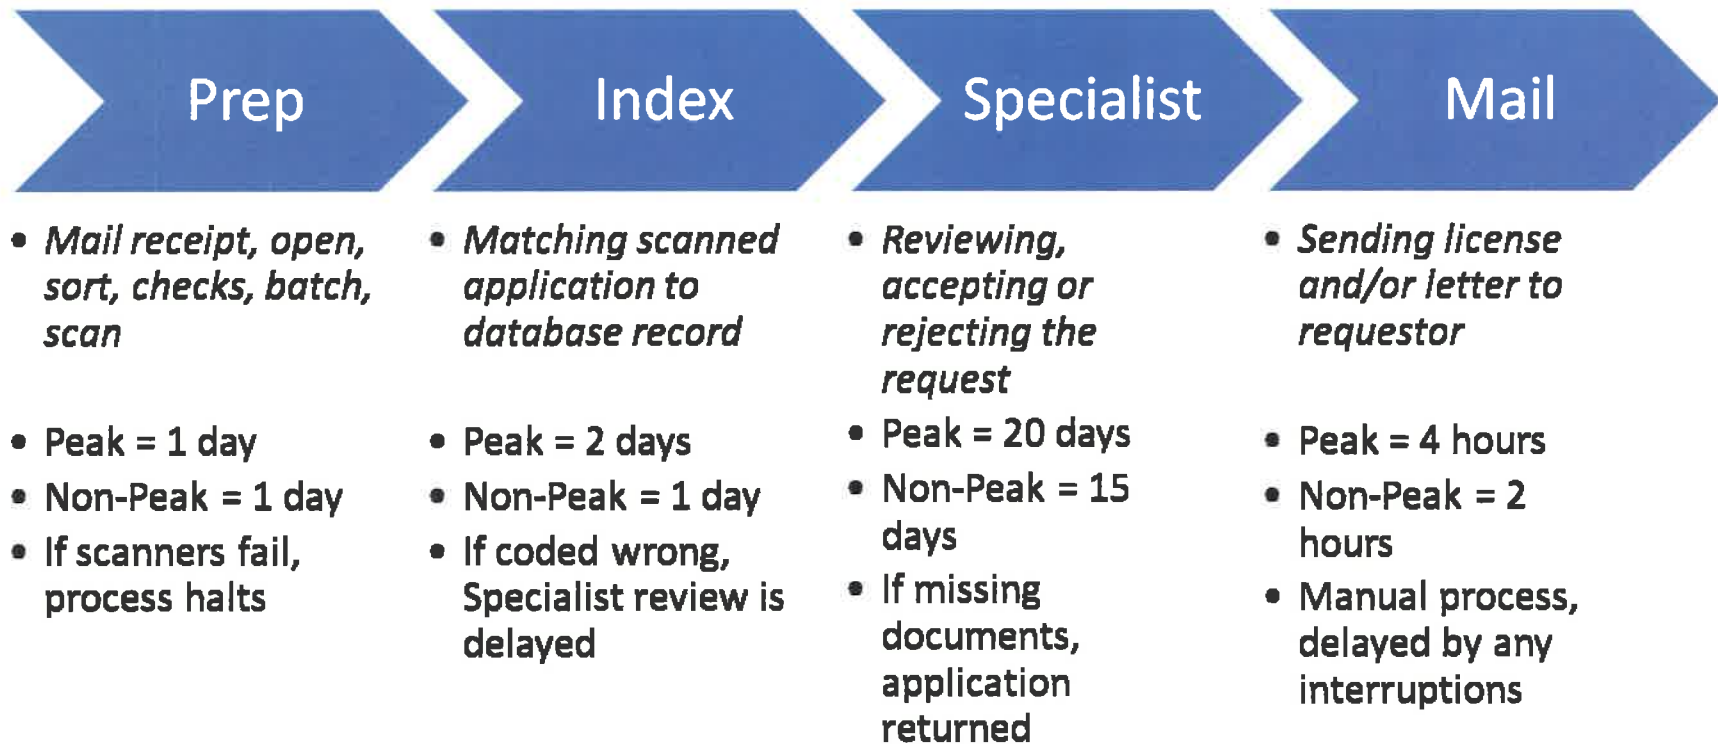 Prep
• Mail receipt, open,
sort, checks, batch,
scan
• Peak = 1 day
• Non-Peak = 1 day
• If scanners fail,
process halts
Index
• Matching scanned
application to
database record
• Peak = 2 days
• Non-Peak = 1 day
• If coded wrong,
Specialist review is
delayed
Specialist
• Reviewing,
accepting or
rejecting the
request
• Peak = 20 days
• Non-Peak = 15
days
• If missing
documents,
application
returned
Mail
• Sending license
and/or letter to
requestor
• Peak = 4 hours
• Non-Peak = 2
hours
• Manual process,
delayed by any
interruptions